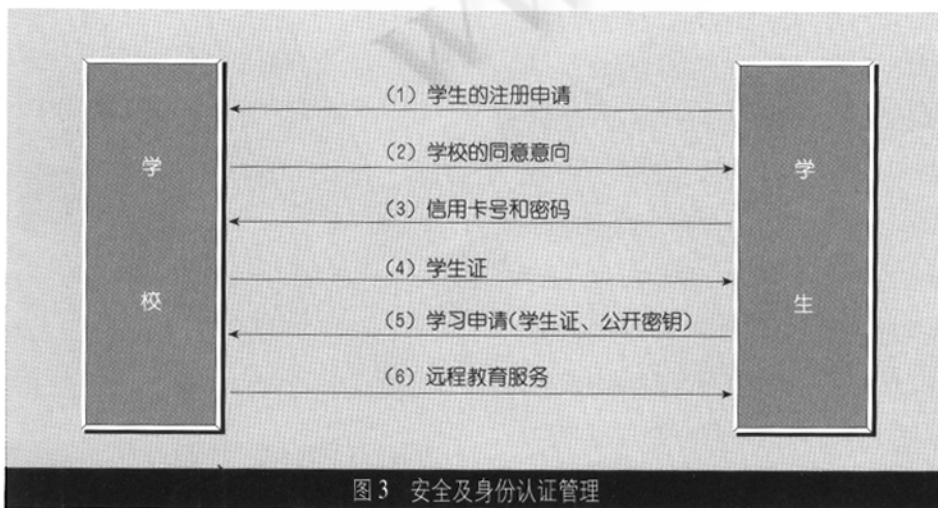 (1) 学生的注册申请
(2) 学校的同意意向
(3) 信用卡号和密码
(4) 学生证
(5) 学习申请(学生证、公开密钥)
(6) 远程教育服务
学校
学生
图3 安全及身份认证管理